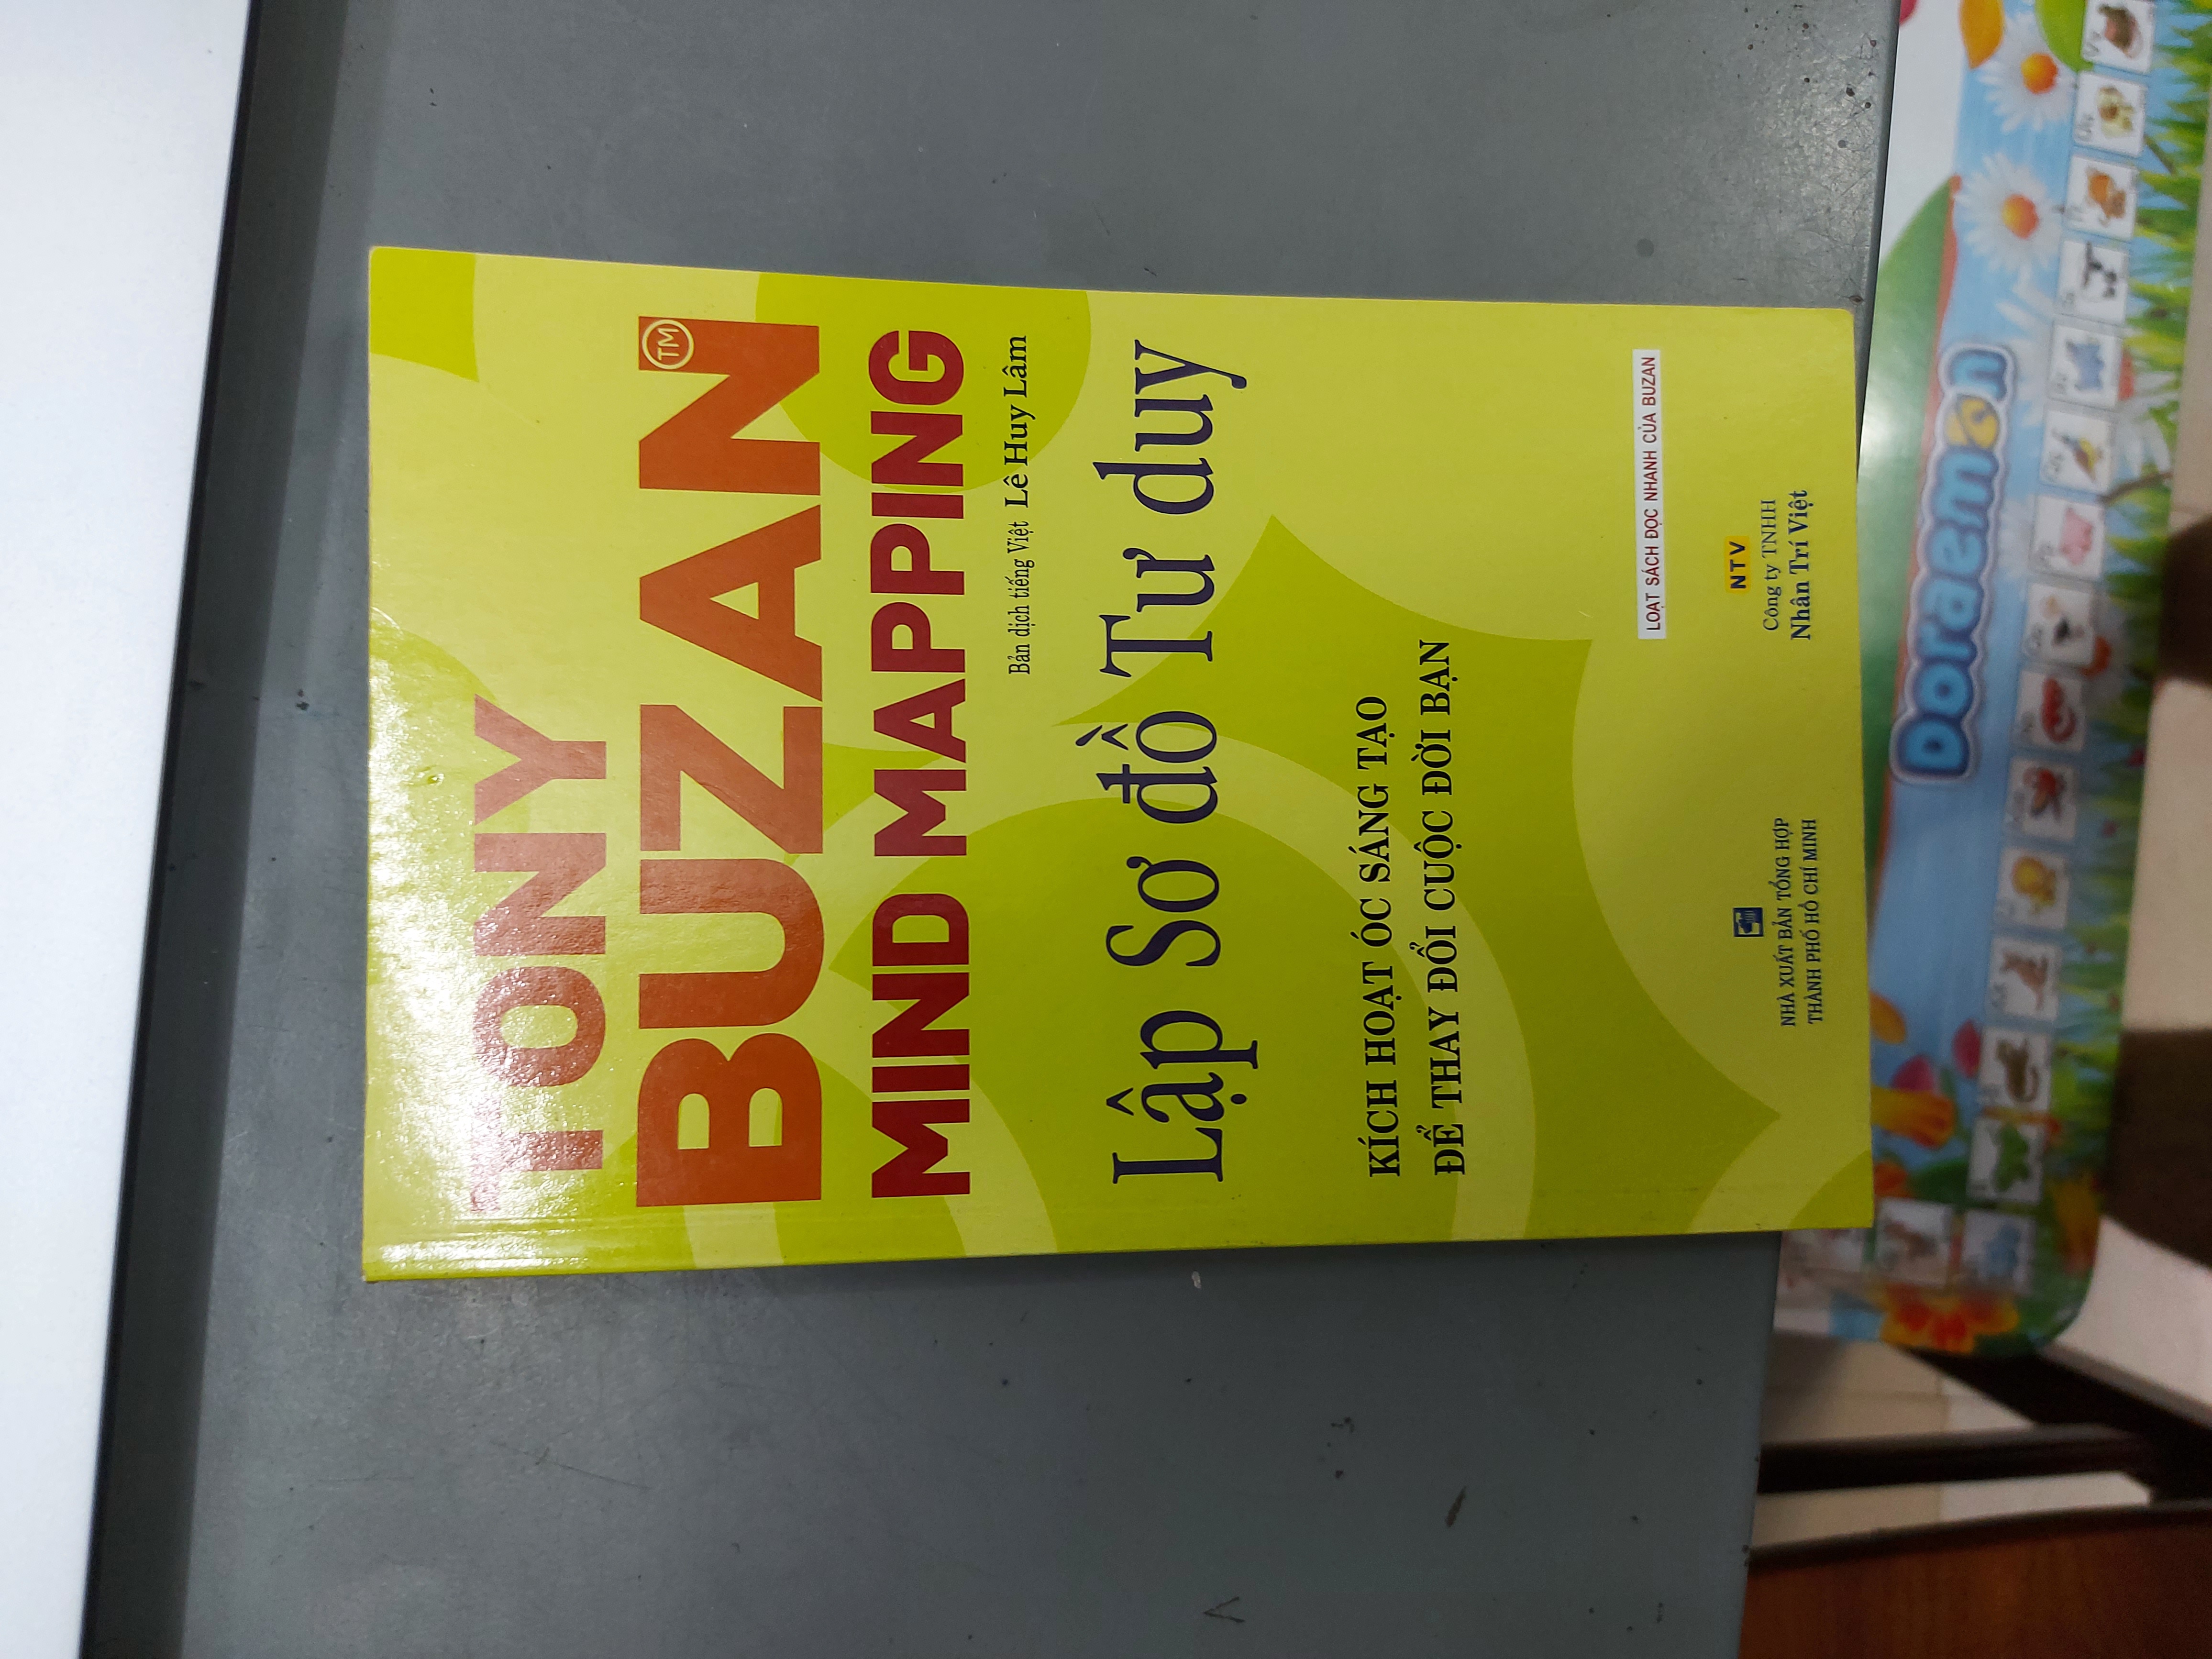 TONY
BUZAN™
MIND MAPPING
Bản dịch tiếng Việt Lê Huy Lâm
Lập Sơ đồ Tư duy
KÍCH HOẠT ÓC SÁNG TẠO
ĐỂ THAY ĐỔI CUỘC ĐỜI BẠN
LOẠT SÁCH ĐỌC NHANH CỦA BUZAN
NHÀ XUẤT BẢN TỔNG HỢP
THÀNH PHỐ HỒ CHÍ MINH
NTV
Công ty TNHH
Nhân Trí Việt
Doraemon